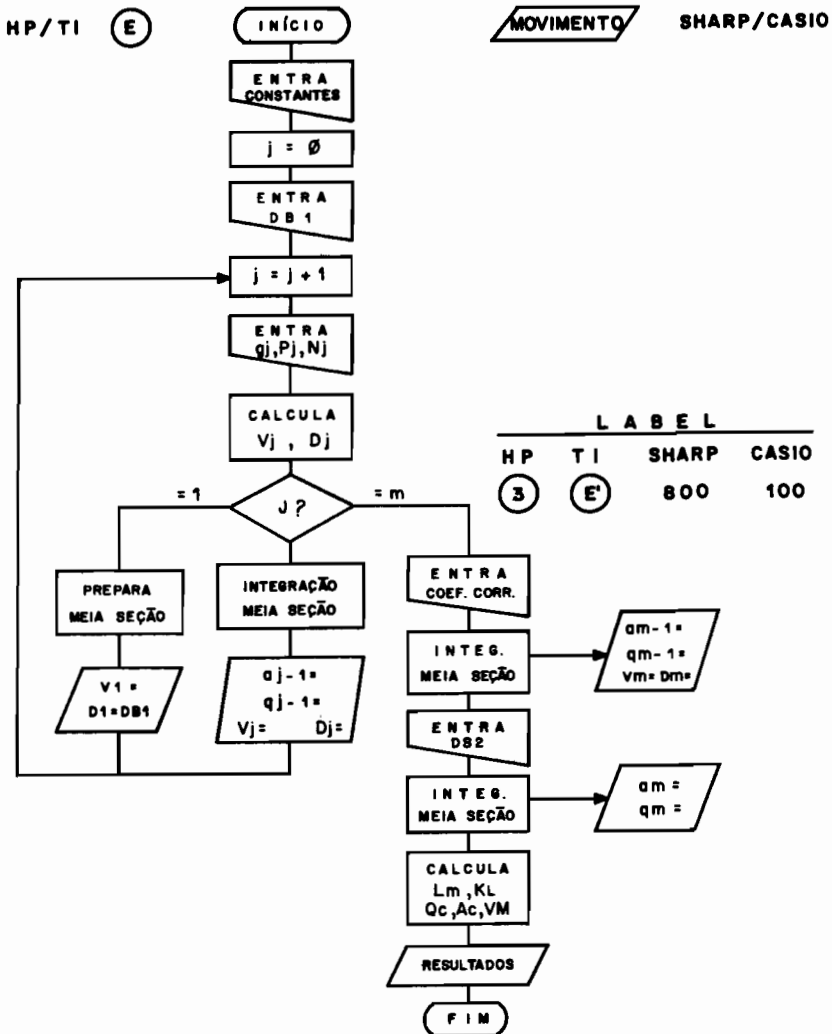 HP/TI E INÍCIO MOVIMENTO SHARP/CASIO
ENTRA
CONSTANTES
j = Ø
ENTRA
DB1
j = j + 1
ENTRA
gj,Pj,Nj
CALCULA
Vj , Dj
LABEL
HP TI SHARP CASIO
3 E' 800 100
= 1 J? = m
PREPARA
MEIA SEÇÃO
V1 =
D1=DB1
INTEGRAÇÃO
MEIA SEÇÃO
aj-1=
qj-1=
Vj= Dj=
ENTRA
COEF. CORR.
INTEG.
MEIA SEÇÃO
am-1=
qm-1=
Vm= Dm=
ENTRA
DS2
INTEG.
MEIA SEÇÃO
am =
qm =
CALCULA
Lm ,KL
Qc,Ac,VM
RESULTADOS
FIM